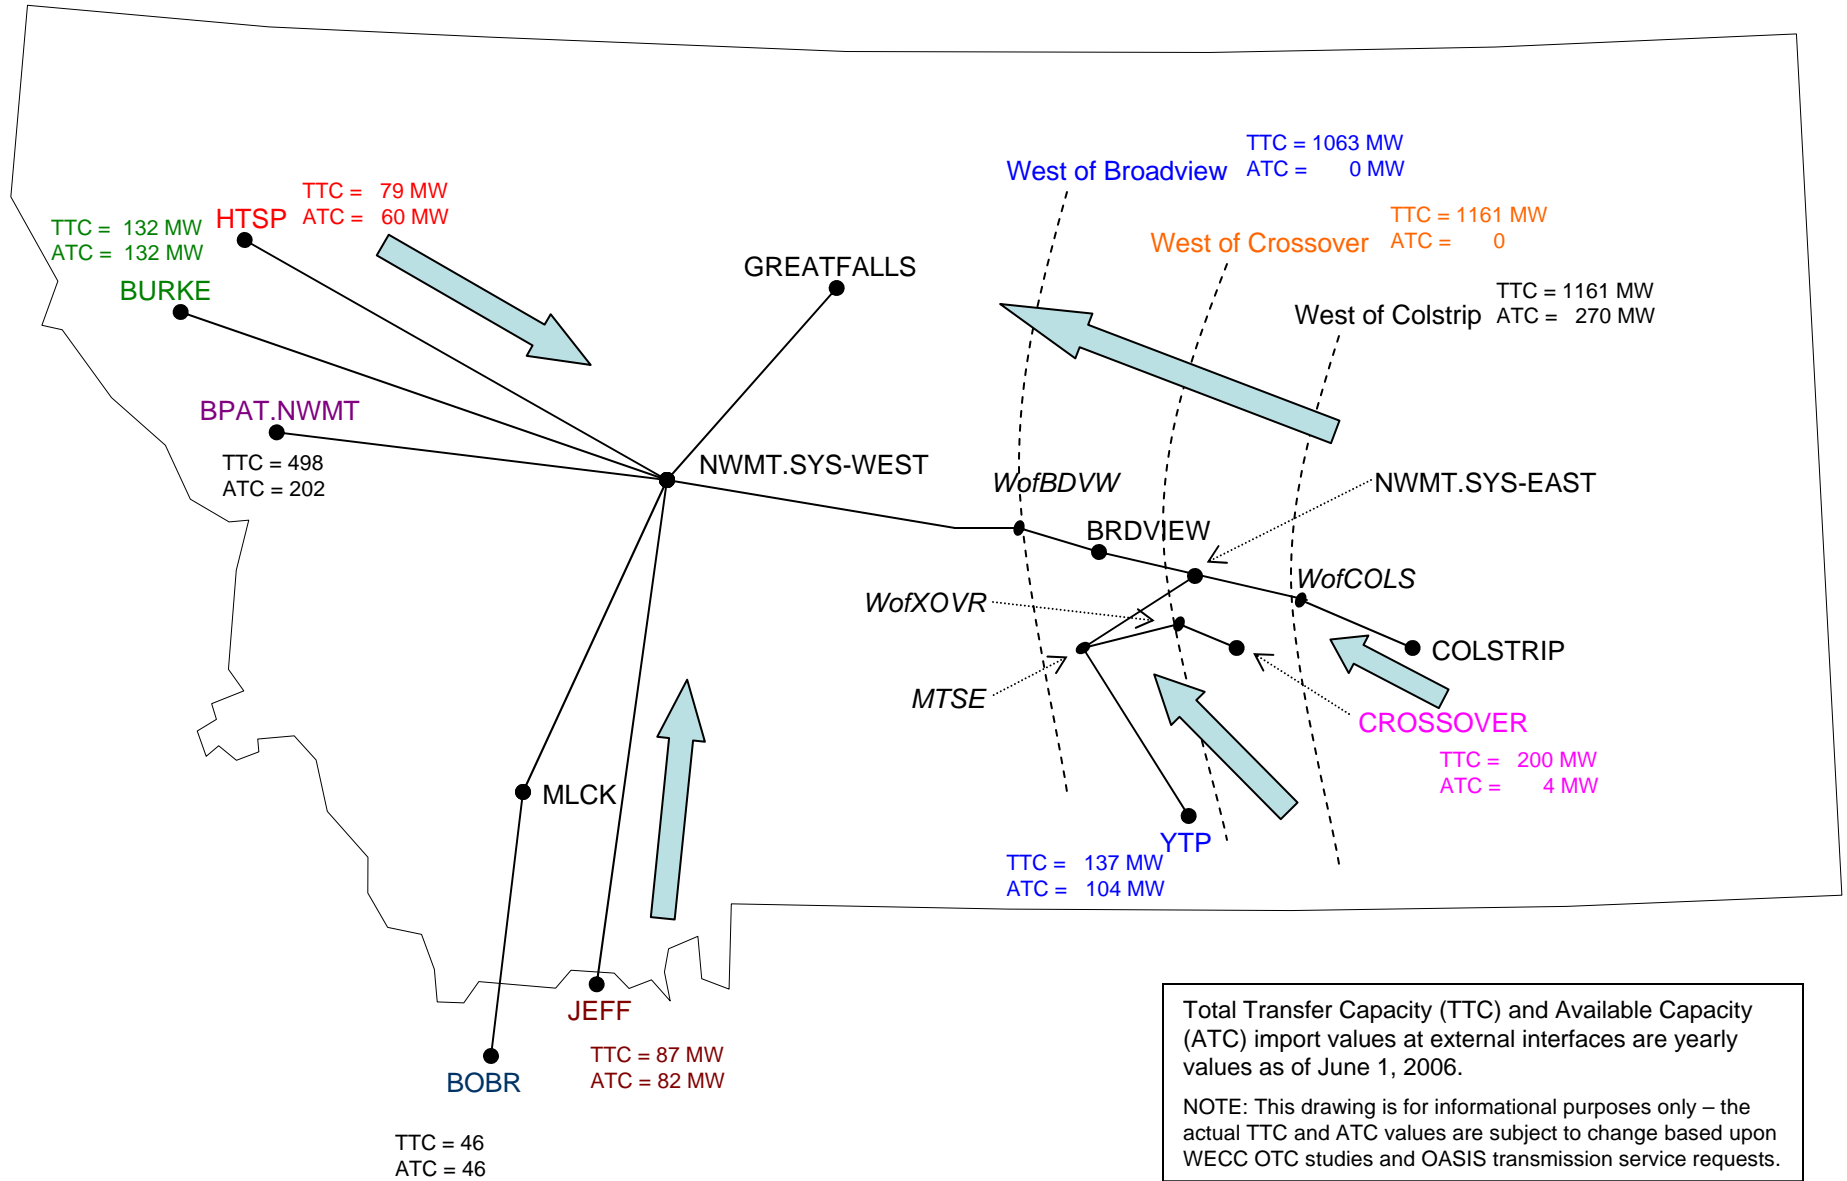 TTC = 1063 MW
West of Broadview
ATC = 0 MW
TTC = 79 MW
HTSP
ATC = 60 MW
TTC = 132 MW
ATC = 132 MW
BURKE
TTC = 1161 MW
West of Crossover
ATC = 0
GREATFALLS
TTC = 1161 MW
West of Colstrip
ATC = 270 MW
BPAT.NWMT
TTC = 498
ATC = 202
NWMT.SYS-WEST
WofBDVW
NWMT.SYS-EAST
BRDVIEW
WofCOLS
WofXOVR
COLSTRIP
MTSE
CROSSOVER
TTC = 200 MW
ATC = 4 MW
MLCK
YTP
TTC = 137 MW
ATC = 104 MW
JEFF
TTC = 87 MW
ATC = 82 MW
BOBR
TTC = 46
ATC = 46
Total Transfer Capacity (TTC) and Available Capacity
(ATC) import values at external interfaces are yearly
values as of June 1, 2006.
NOTE: This drawing is for informational purposes only – the
actual TTC and ATC values are subject to change based upon
WECC OTC studies and OASIS transmission service requests.